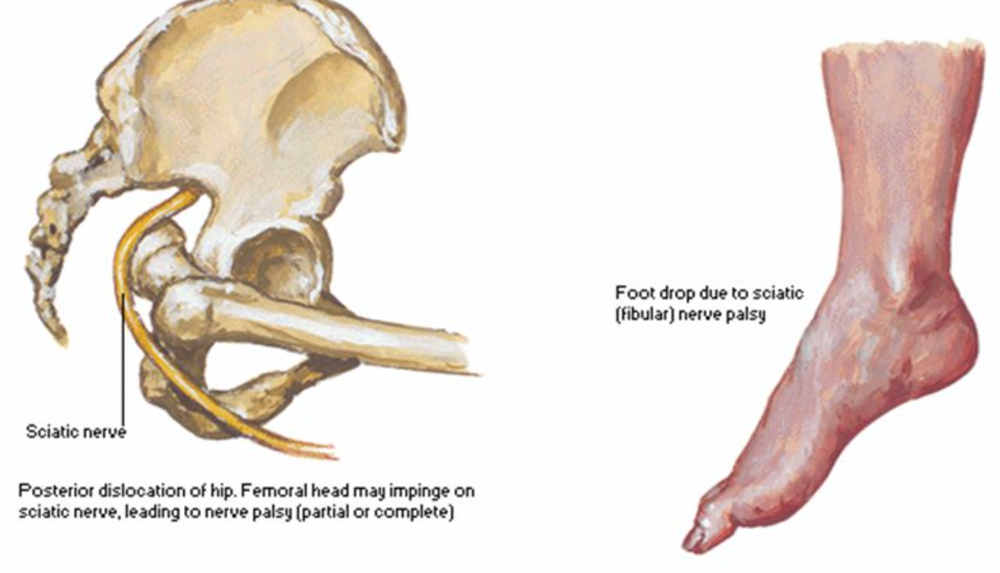 Foot drop due to sciatic
(fibular) nerve palsy
Sciatic nerve
Posterior dislocation of hip. Femoral head may impinge on
sciatic nerve, leading to nerve palsy (partial or complete)